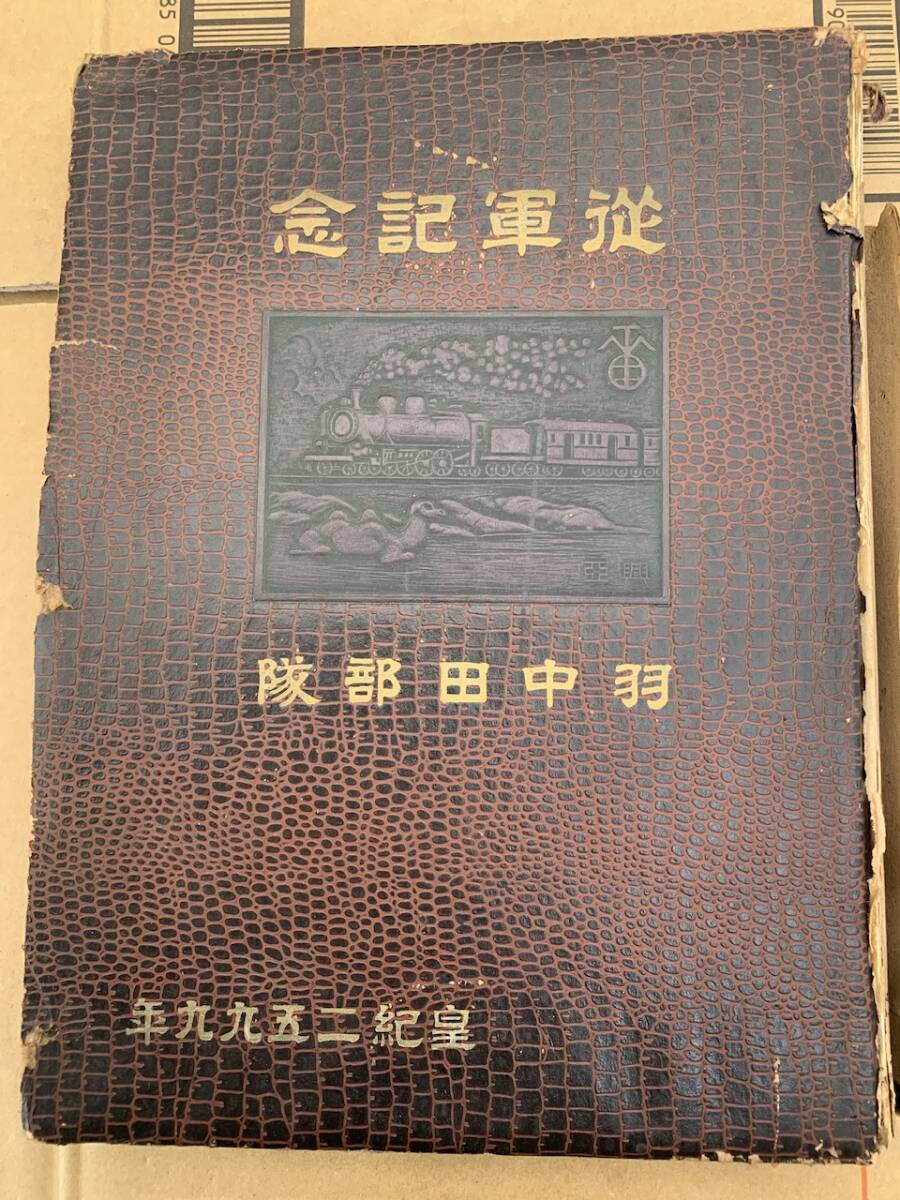 從軍記念
興亞
羽中田部隊
皇紀二五九九年